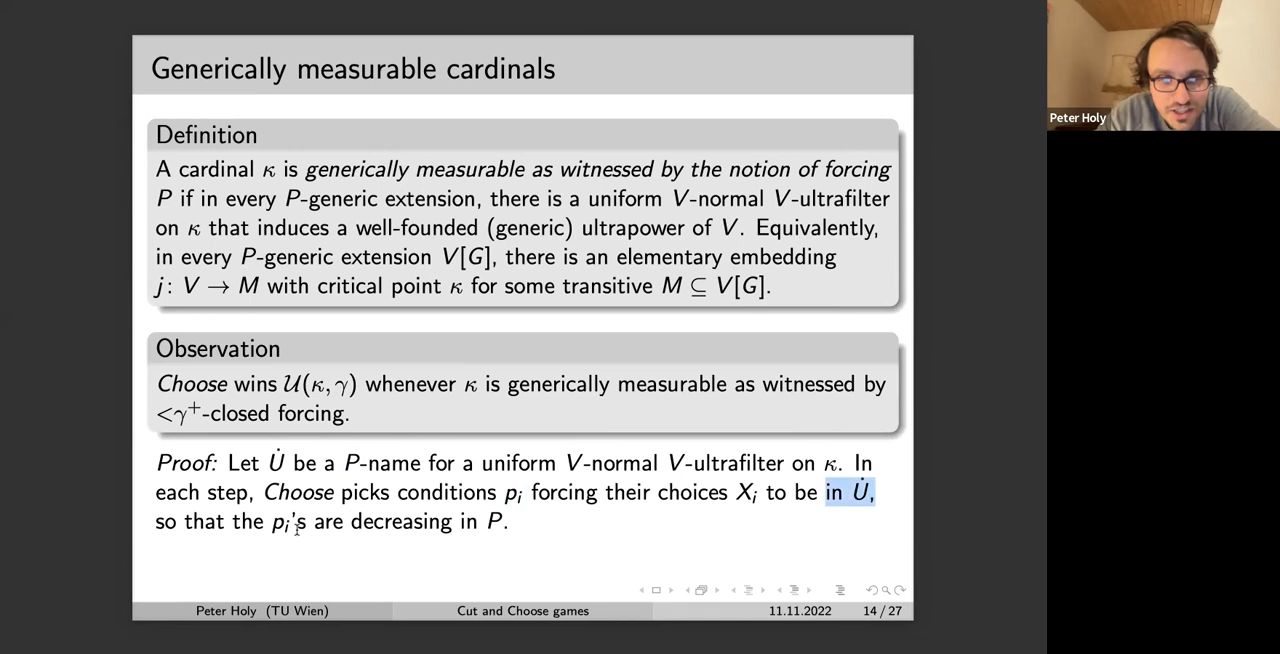 Generically measurable cardinals
Peter Holy
Definition
A cardinal κ is generically measurable as witnessed by the notion of forcing
P if in every P-generic extension, there is a uniform V-normal V-ultrafilter
on κ that induces a well-founded (generic) ultrapower of V. Equivalently,
in every P-generic extension V[G], there is an elementary embedding
j: V → M with critical point κ for some transitive M ⊆ V[G].
Observation
Choose wins 𝒰(κ, γ) whenever κ is generically measurable as witnessed by
<γ⁺-closed forcing.
Proof: Let U̇ be a P-name for a uniform V-normal V-ultrafilter on κ. In
each step, Choose picks conditions pᵢ forcing their choices Xᵢ to be in U̇,
so that the pᵢ's are decreasing in P.
Peter Holy (TU Wien) Cut and Choose games 11.11.2022 14 / 27